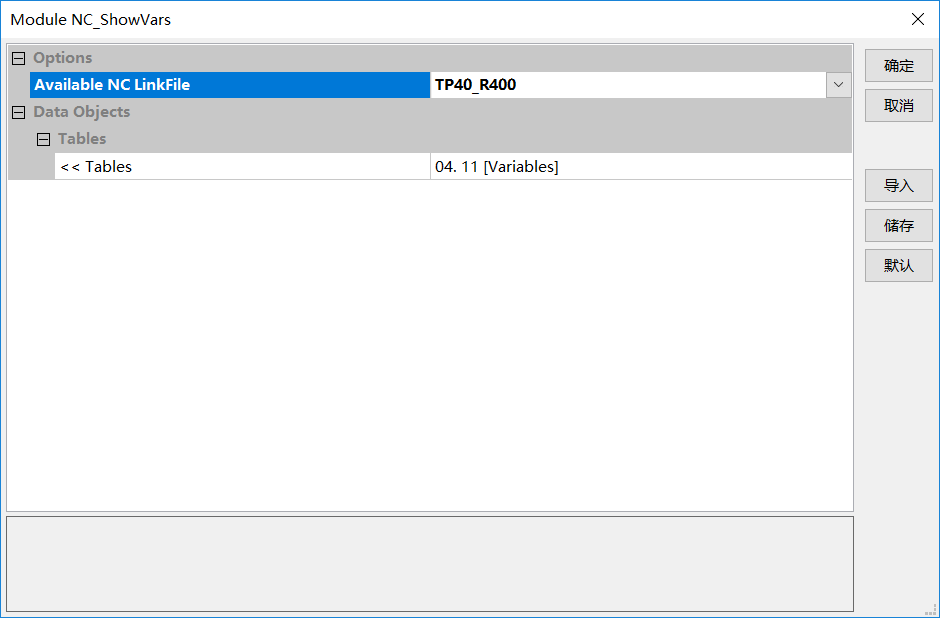 Module NC_ShowVars
Options
Available NC LinkFile TP40_R400
Data Objects
Tables
<< Tables 04. 11 [Variables]
确定
取消
导入
储存
默认